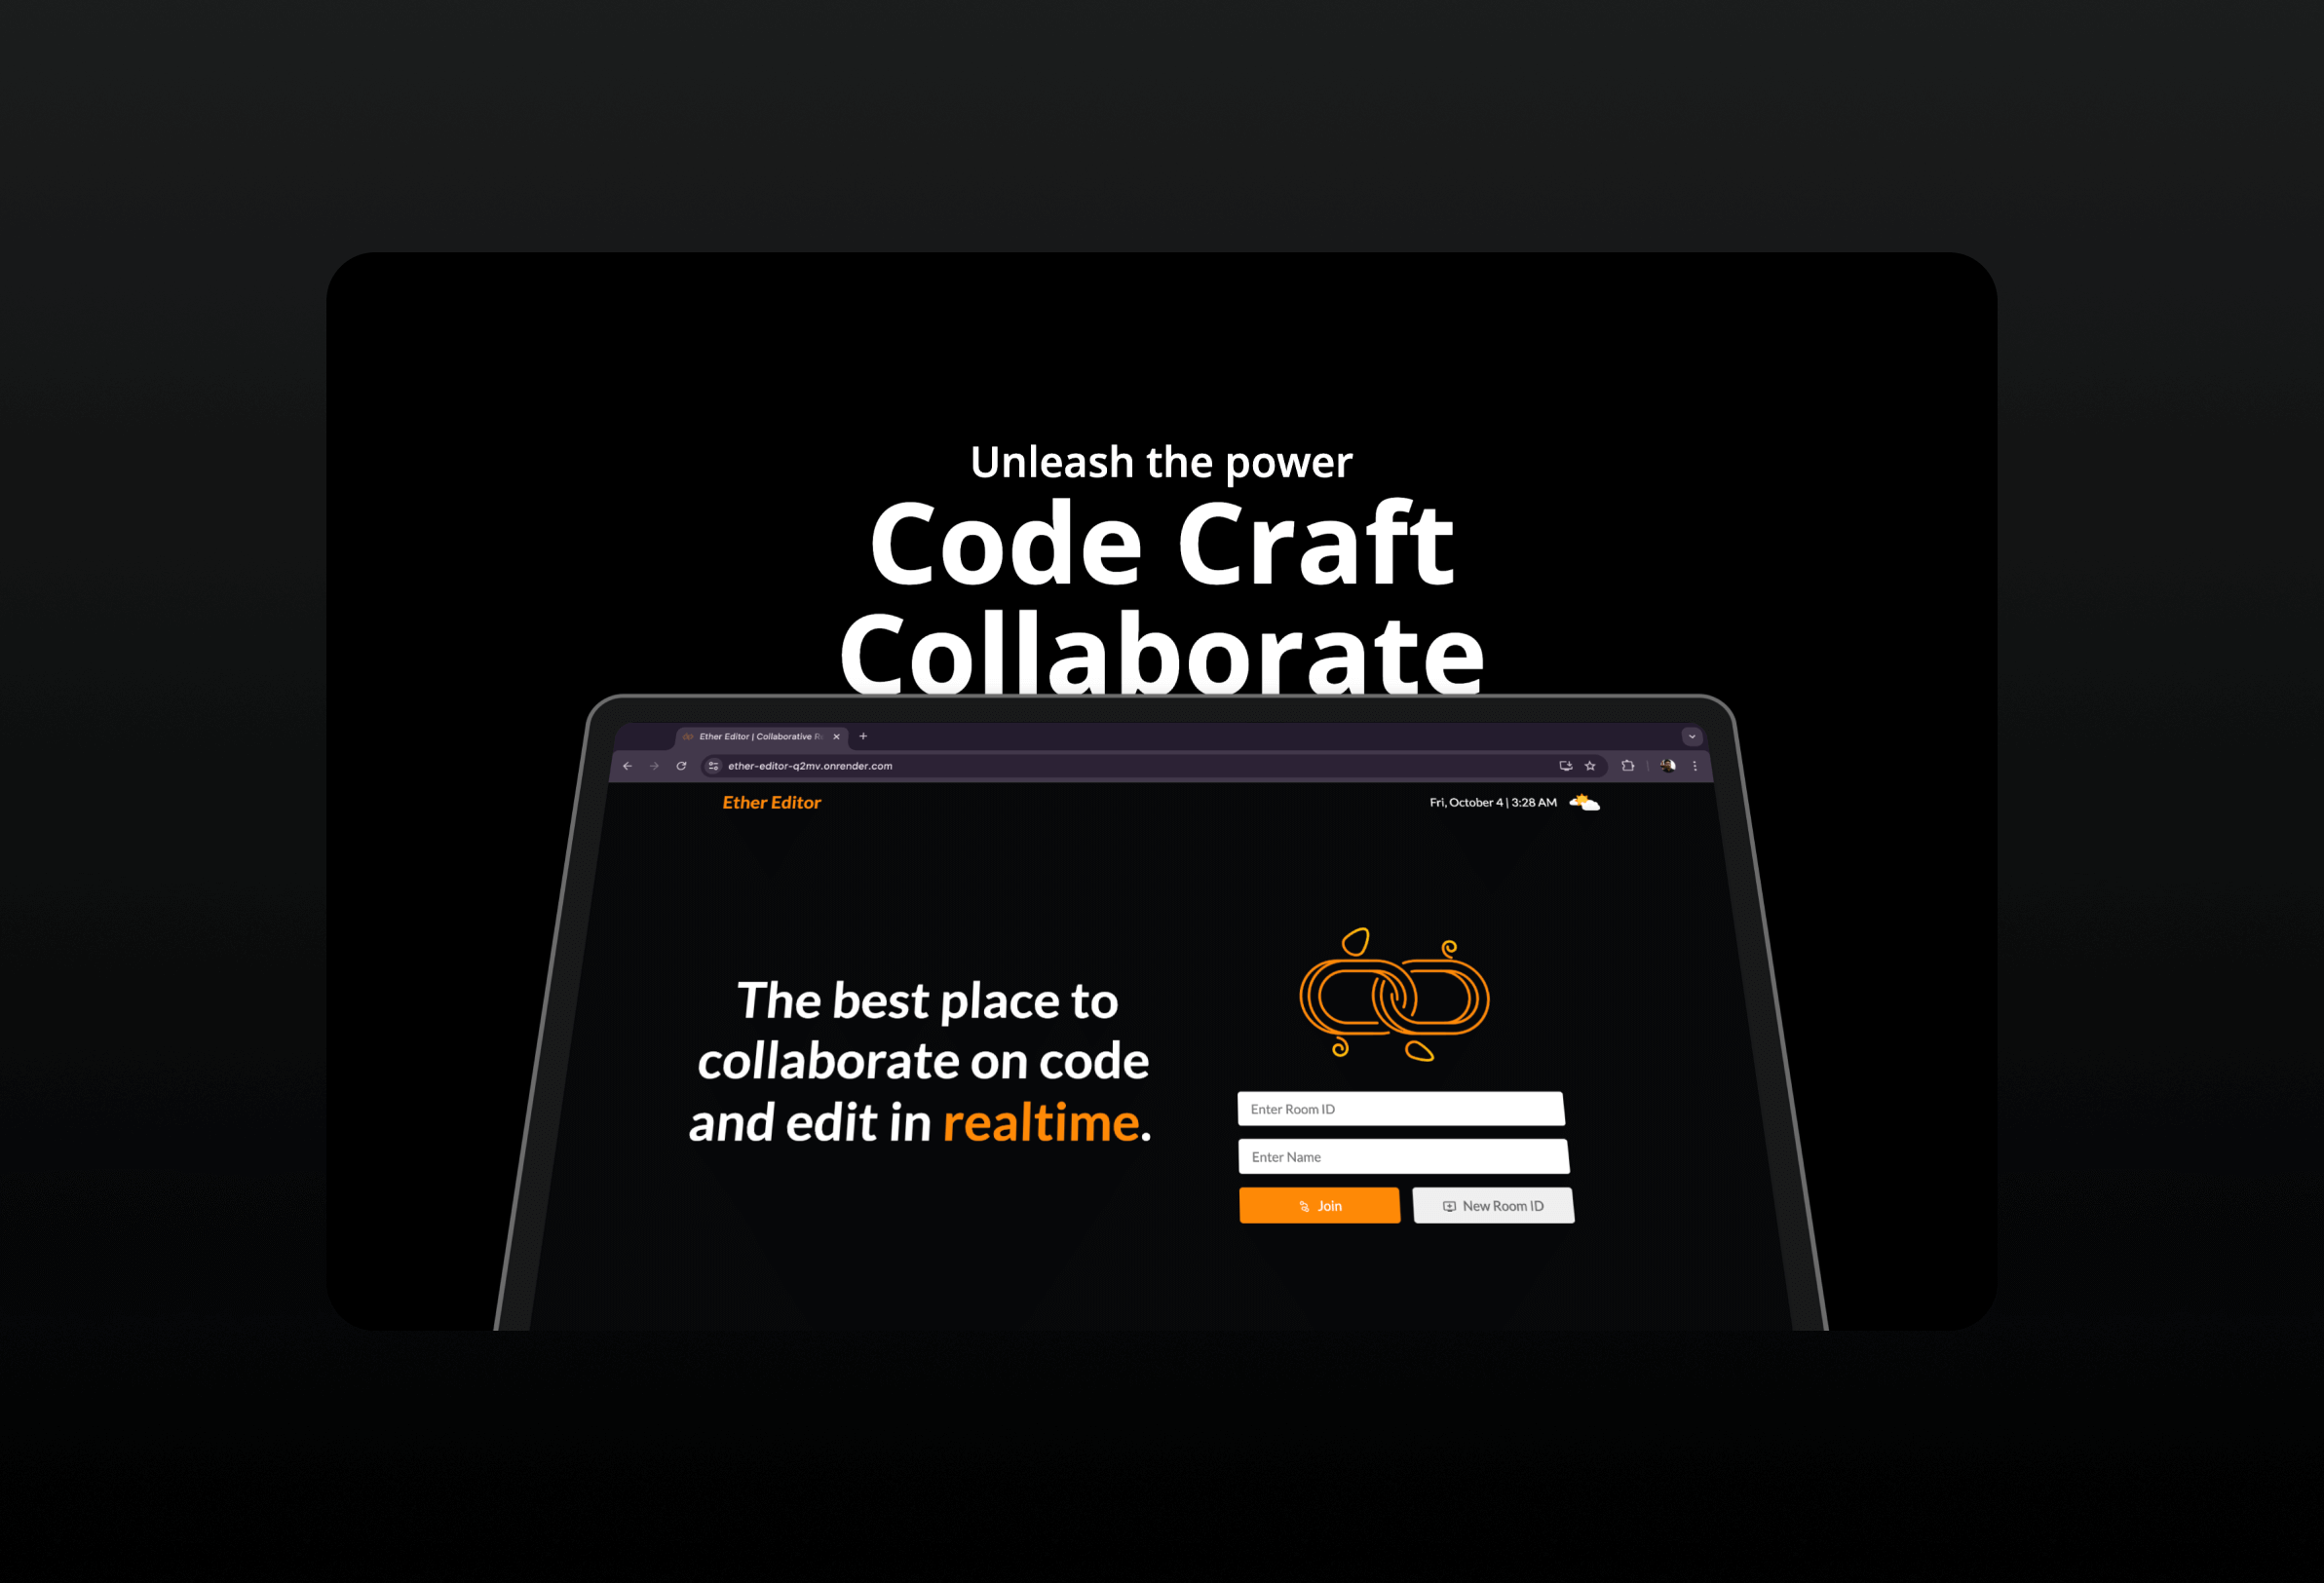 Unleash the power
Code Craft
Collaborate
Ether Editor | Collaborative
ether-editor-q2mv.onrender.com
Ether Editor
Fri, October 4 | 3:28 AM
The best place to
collaborate on code
and edit in realtime.
Enter Room ID
Enter Name
Join
New Room ID